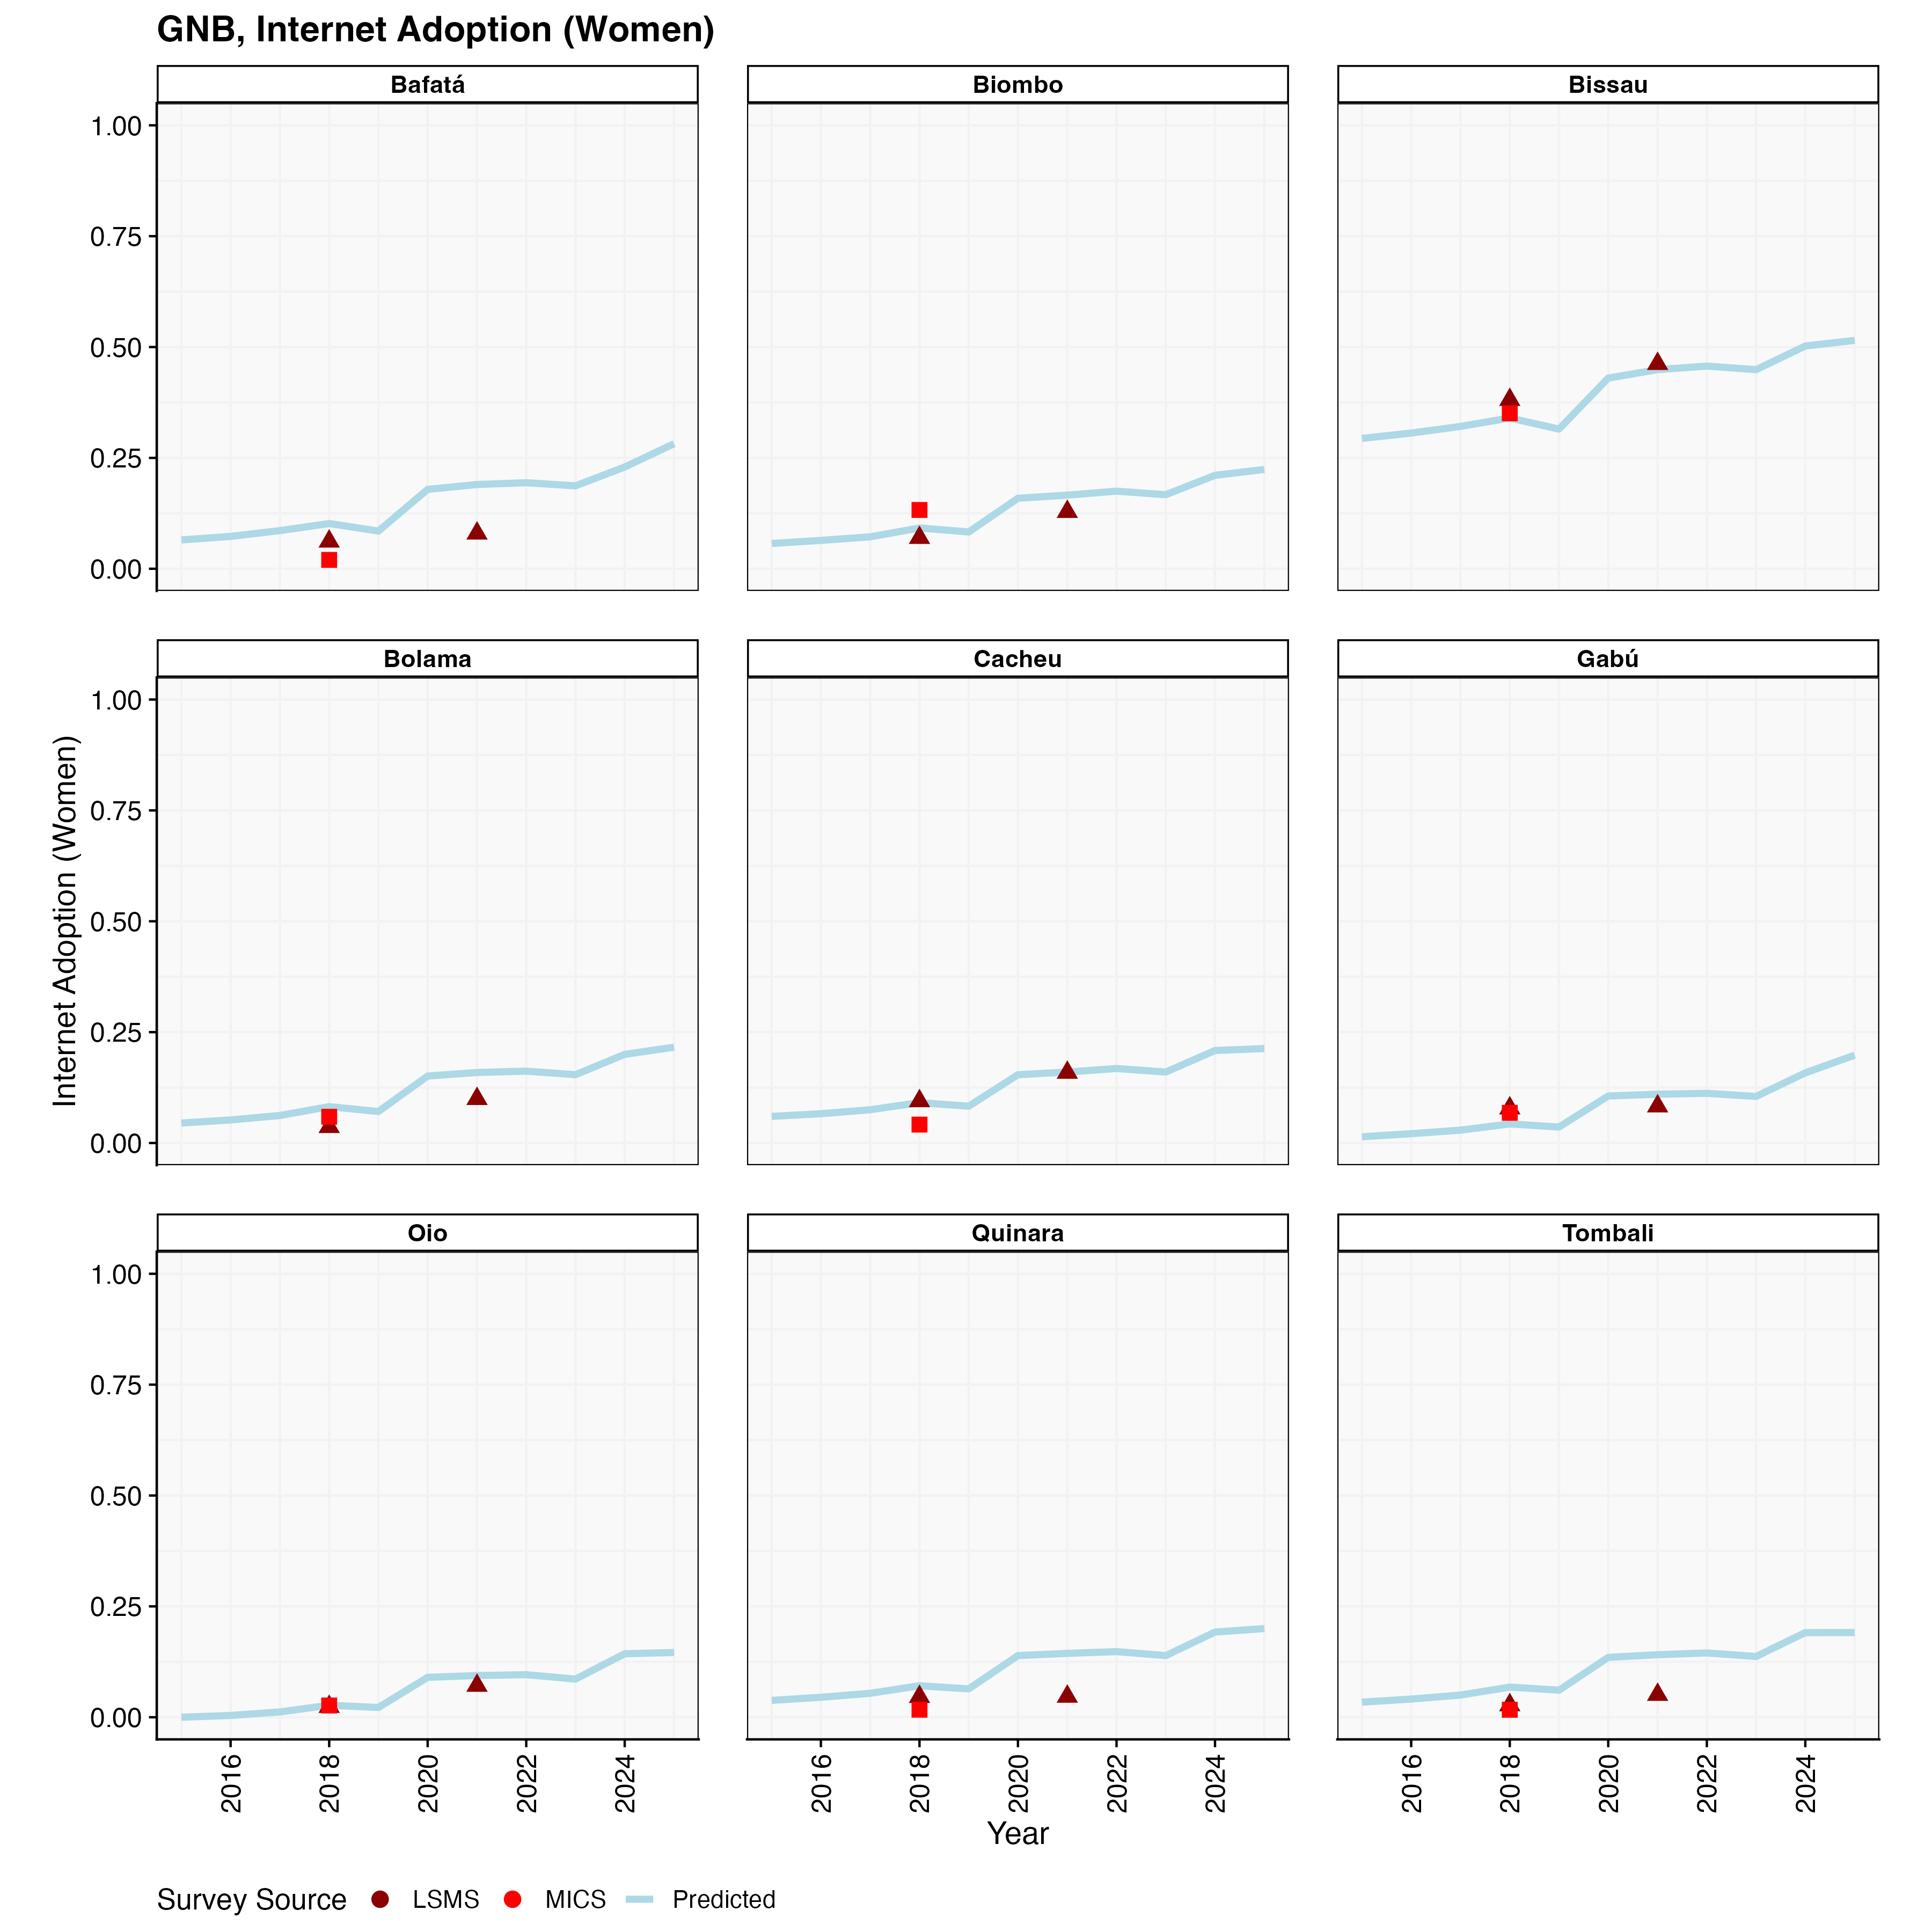 GNB, Internet Adoption (Women)
Bafatá
Biombo
Bissau
1.00
0.75
0.50
0.25
0.00
Bolama
Cacheu
Gabú
1.00
0.75
0.50
0.25
0.00
Internet Adoption (Women)
Oio
Quinara
Tombali
1.00
0.75
0.50
0.25
0.00
2016 2018 2020 2022 2024
2016 2018 2020 2022 2024
2016 2018 2020 2022 2024
Year
Survey Source LSMS MICS Predicted